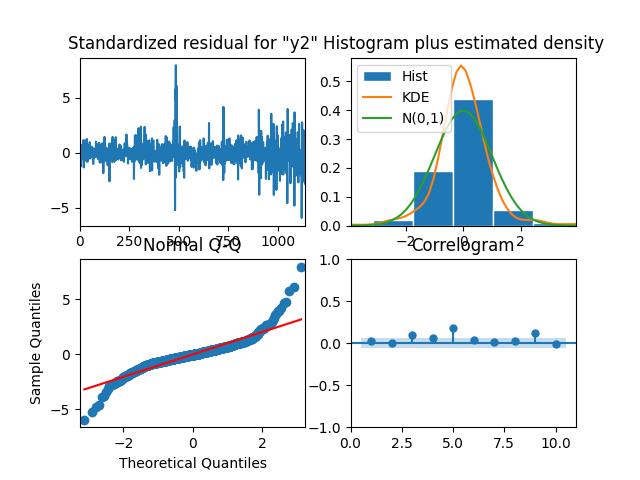 Standardized residual for "y2"
5
0
−5
0 250 500 750 1000
Histogram plus estimated density
Hist
KDE
N(0,1)
0.5
0.4
0.3
0.2
0.1
0.0
−2 0 2
Normal Q-Q
Sample Quantiles
5
0
−5
−2 0 2
Theoretical Quantiles
Correlogram
1.0
0.5
0.0
−0.5
−1.0
0.0 2.5 5.0 7.5 10.0